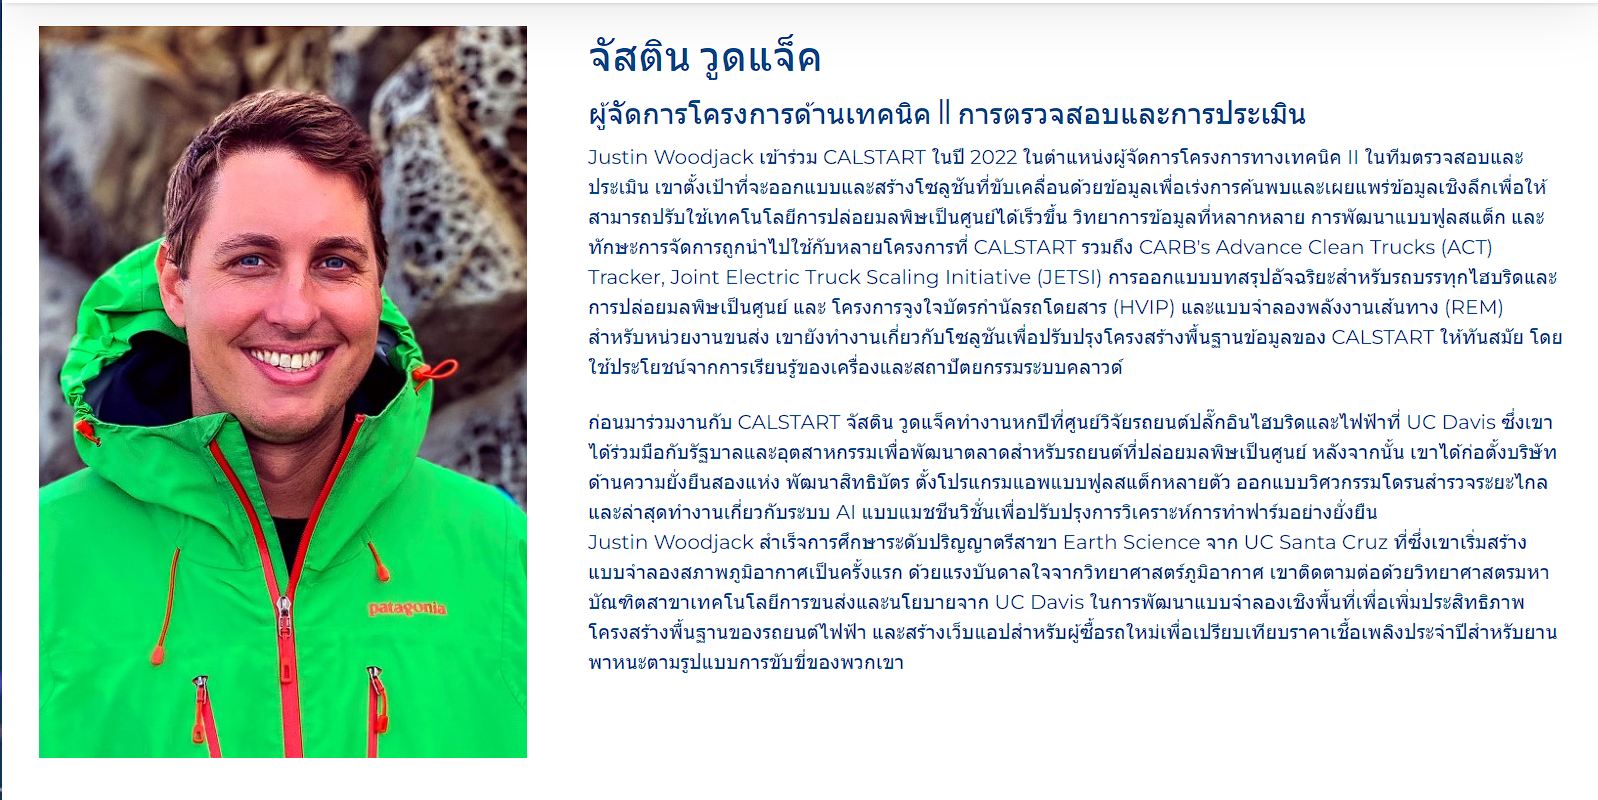 จัสติน วูดแจ็ค
ผู้จัดการโครงการด้านเทคนิค II การตรวจสอบและการประเมิน
Justin Woodjack เข้าร่วม CALSTART ในปี 2022 ในตำแหน่งผู้จัดการโครงการทางเทคนิค II ในทีมตรวจสอบและ
ประเมิน เขาตั้งเป้าที่จะออกแบบและสร้างโซลูชันที่ขับเคลื่อนด้วยข้อมูลเพื่อเร่งการค้นพบและเผยแพร่ข้อมูลเชิงลึกเพื่อให้
สามารถปรับใช้เทคโนโลยีการปล่อยมลพิษเป็นศูนย์ได้เร็วขึ้น วิทยาการข้อมูลที่หลากหลาย การพัฒนาแบบฟูลสแต็ก และ
ทักษะการจัดการถูกนำไปใช้กับหลายโครงการที่ CALSTART รวมถึง CARB's Advance Clean Trucks (ACT)
Tracker, Joint Electric Truck Scaling Initiative (JETSI) การออกแบบบทสรุปอัจฉริยะสำหรับรถบรรทุกไฮบริดและ
การปล่อยมลพิษเป็นศูนย์ และ โครงการจูงใจบัตรกำนัลรถโดยสาร (HVIP) และแบบจำลองพลังงานเส้นทาง (REM)
สำหรับหน่วยงานขนส่ง เขายังทำงานเกี่ยวกับโซลูชันเพื่อปรับปรุงโครงสร้างพื้นฐานข้อมูลของ CALSTART ให้ทันสมัย โดย
ใช้ประโยชน์จากการเรียนรู้ของเครื่องและสถาปัตยกรรมระบบคลาวด์
ก่อนมาร่วมงานกับ CALSTART จัสติน วูดแจ็คทำงานหกปีที่ศูนย์วิจัยรถยนต์ปลั๊กอินไฮบริดและไฟฟ้าที่ UC Davis ซึ่งเขา
ได้ร่วมมือกับรัฐบาลและอุตสาหกรรมเพื่อพัฒนาตลาดสำหรับรถยนต์ที่ปล่อยมลพิษเป็นศูนย์ หลังจากนั้น เขาได้ก่อตั้งบริษัท
ด้านความยั่งยืนสองแห่ง พัฒนาสิทธิบัตร ตั้งโปรแกรมแอพแบบฟูลสแต็กหลายตัว ออกแบบวิศวกรรมโดรนสำรวจระยะไกล
และล่าสุดทำงานเกี่ยวกับระบบ AI แบบแมชชีนวิชั่นเพื่อปรับปรุงการวิเคราะห์การทำฟาร์มอย่างยั่งยืน
Justin Woodjack สำเร็จการศึกษาระดับปริญญาตรีสาขา Earth Science จาก UC Santa Cruz ที่ซึ่งเขาเริ่มสร้าง
แบบจำลองสภาพภูมิอากาศเป็นครั้งแรก ด้วยแรงบันดาลใจจากวิทยาศาสตร์ภูมิอากาศ เขาติดตามต่อด้วยวิทยาศาสตรมหา
บัณฑิตสาขาเทคโนโลยีการขนส่งและนโยบายจาก UC Davis ในการพัฒนาแบบจำลองเชิงพื้นที่เพื่อเพิ่มประสิทธิภาพ
โครงสร้างพื้นฐานของรถยนต์ไฟฟ้า และสร้างเว็บแอปสำหรับผู้ซื้อรถใหม่เพื่อเปรียบเทียบราคาเชื้อเพลิงประจำปีสำหรับยาน
พาหนะตามรูปแบบการขับขี่ของพวกเขา
patagonia